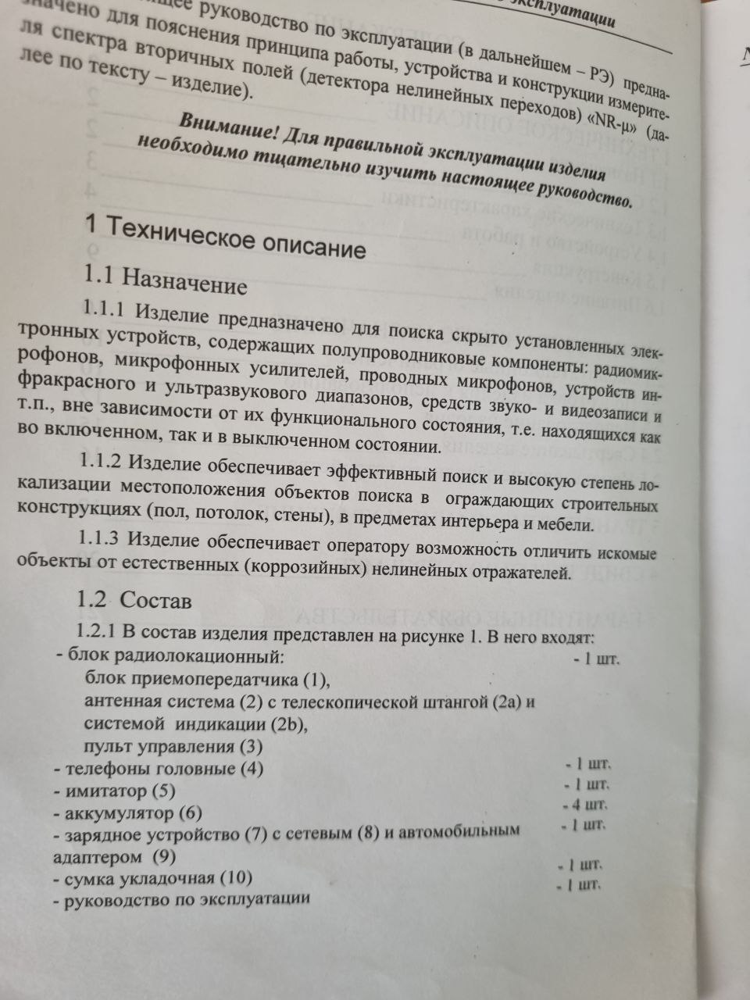 эксплуатации
руководство по эксплуатации (в дальнейшем – РЭ) предна-
значено для пояснения принципа работы, устройства и конструкции измерите-
ля спектра вторичных полей (детектора нелинейных переходов) «NR-µ» (да-
лее по тексту – изделие).
Внимание! Для правильной эксплуатации изделия
необходимо тщательно изучить настоящее руководство.
1 Техническое описание
1.1 Назначение
1.1.1 Изделие предназначено для поиска скрыто установленных элек-
тронных устройств, содержащих полупроводниковые компоненты: радиомик-
рофонов, микрофонных усилителей, проводных микрофонов, устройств ин-
фракрасного и ультразвукового диапазонов, средств звуко- и видеозаписи и
т.п., вне зависимости от их функционального состояния, т.е. находящихся как
во включенном, так и в выключенном состоянии.
1.1.2 Изделие обеспечивает эффективный поиск и высокую степень ло-
кализации местоположения объектов поиска в ограждающих строительных
конструкциях (пол, потолок, стены), в предметах интерьера и мебели.
1.1.3 Изделие обеспечивает оператору возможность отличить искомые
объекты от естественных (коррозийных) нелинейных отражателей.
1.2 Состав
1.2.1 В состав изделия представлен на рисунке 1. В него входят:
- блок радиолокационный: - 1 шт.
блок приемопередатчика (1),
антенная система (2) с телескопической штангой (2a) и
системой индикации (2b),
пульт управления (3)
- телефоны головные (4) - 1 шт.
- имитатор (5) - 1 шт.
- аккумулятор (6) - 4 шт.
- зарядное устройство (7) с сетевым (8) и автомобильным - 1 шт.
адаптером (9)
- сумка укладочная (10) - 1 шт.
- руководство по эксплуатации - 1 шт.